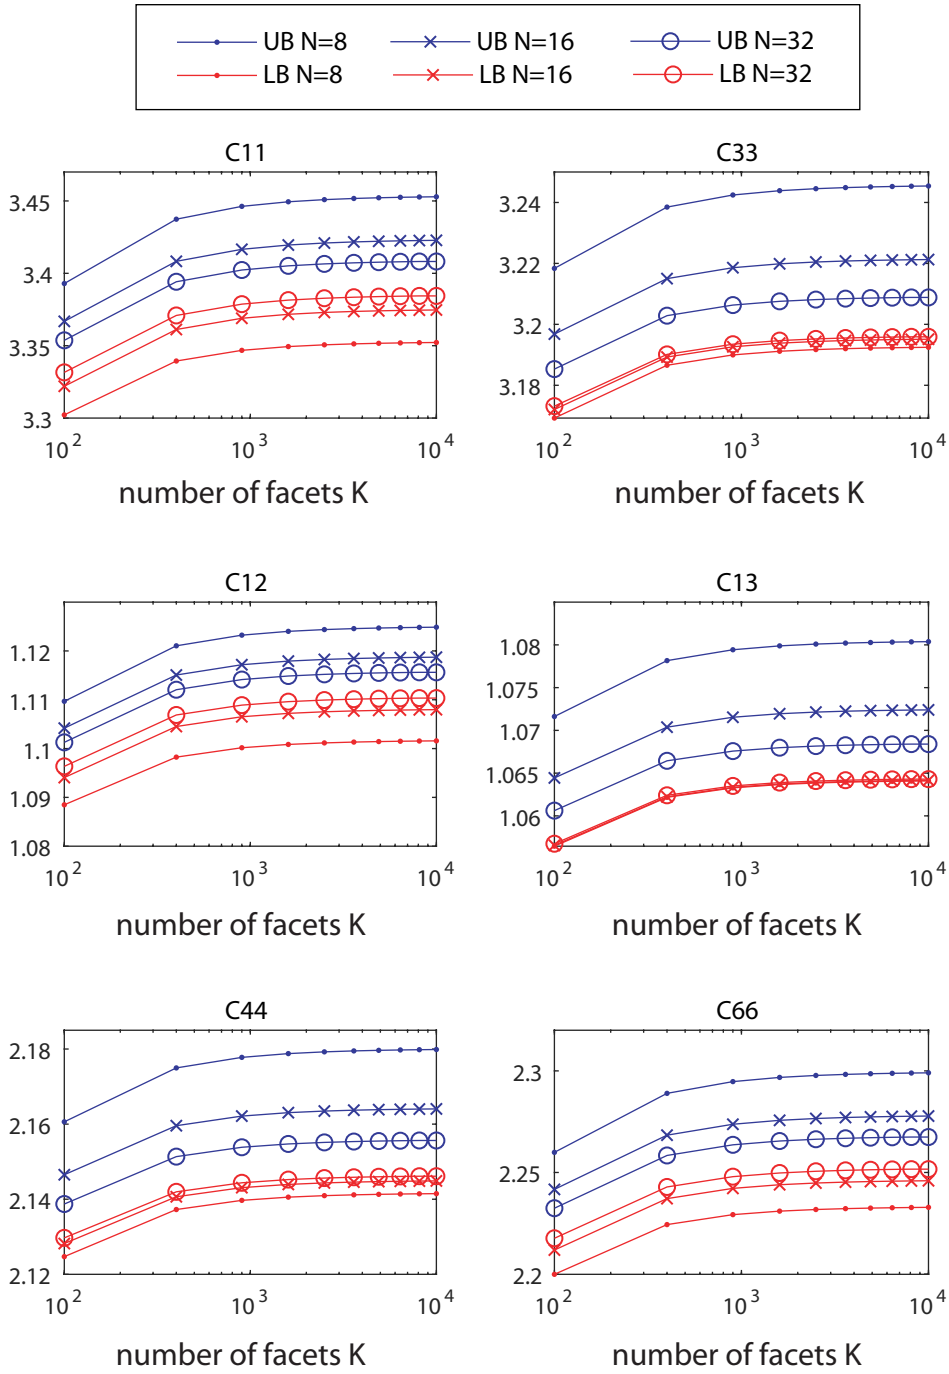 UB N=8 UB N=16 UB N=32
LB N=8 LB N=16 LB N=32
C11 C33
3.45 3.24
3.4 3.22
3.35 3.2
3.3 3.18
10^2 10^3 10^4 10^2 10^3 10^4
number of facets K number of facets K
C12 C13
1.12 1.08
1.11 1.075
1.1 1.07
1.09 1.065
1.08 1.06
10^2 10^3 10^4 10^2 10^3 10^4
number of facets K number of facets K
C44 C66
2.18 2.3
2.16 2.25
2.14 2.2
2.12
10^2 10^3 10^4 10^2 10^3 10^4
number of facets K number of facets K